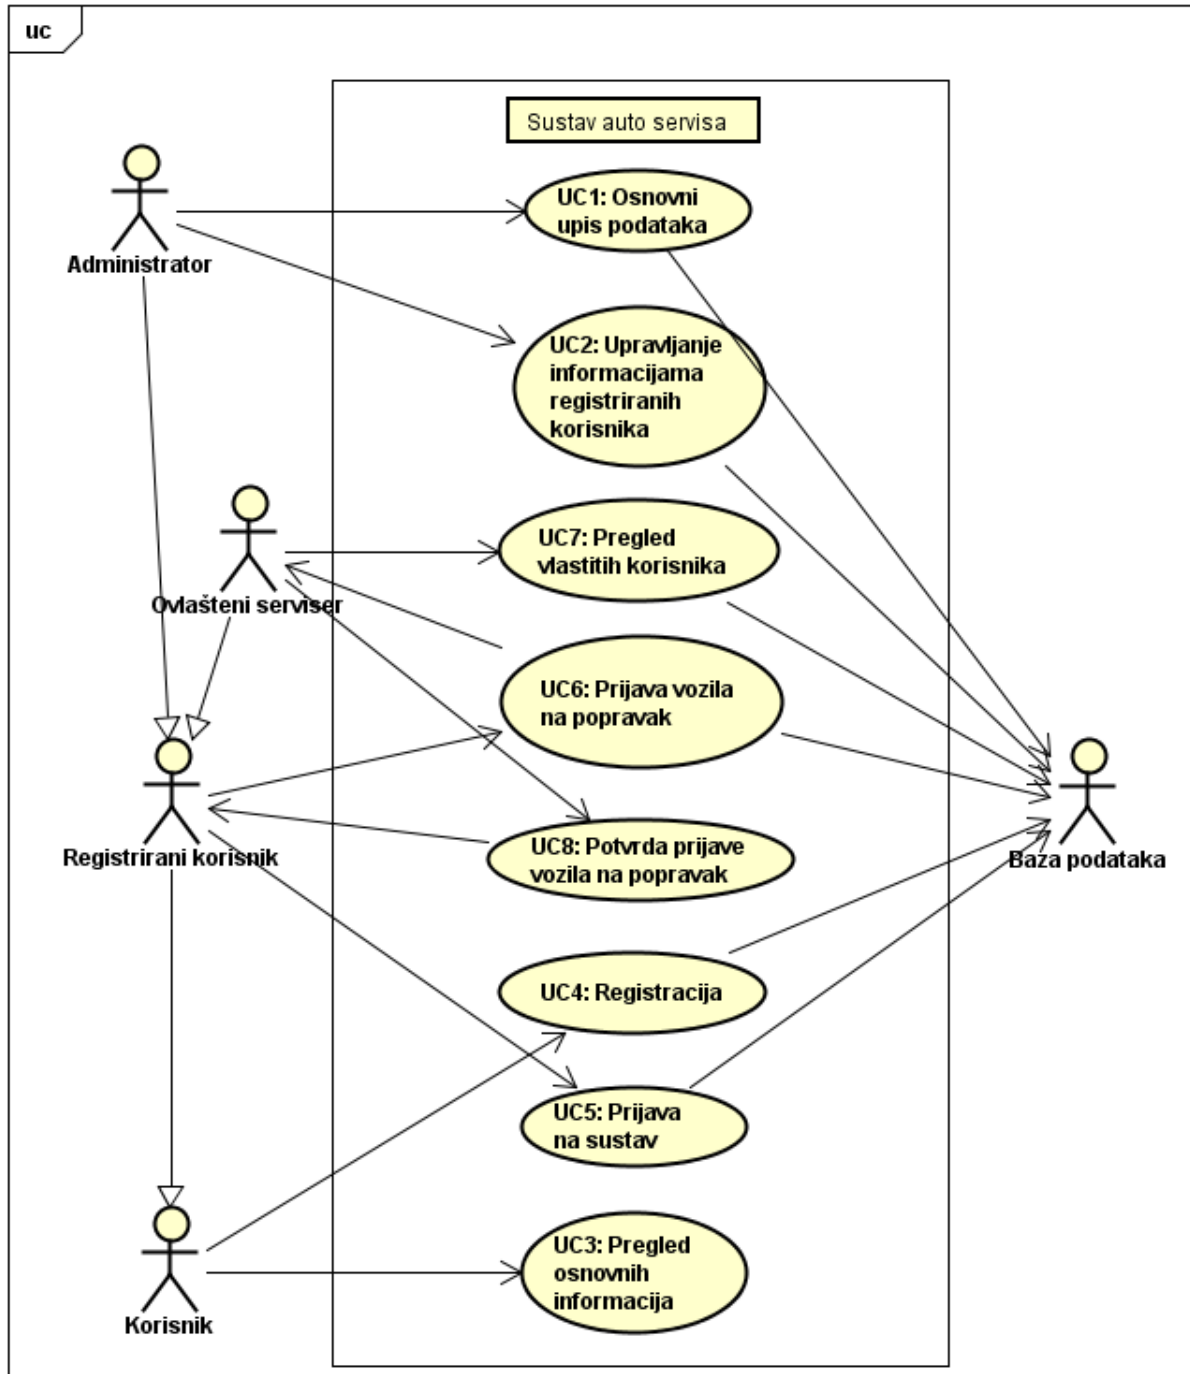 uc
Sustav auto servisa
Administrator
UC1: Osnovni
upis podataka
UC2: Upravljanje
informacijama
registriranih
korisnika
Ovlašteni serviser
UC7: Pregled
vlastitih korisnika
UC6: Prijava vozila
na popravak
Registrirani korisnik
UC8: Potvrda prijave
vozila na popravak
Baza podataka
UC4: Registracija
UC5: Prijava
na sustav
Korisnik
UC3: Pregled
osnovnih
informacija